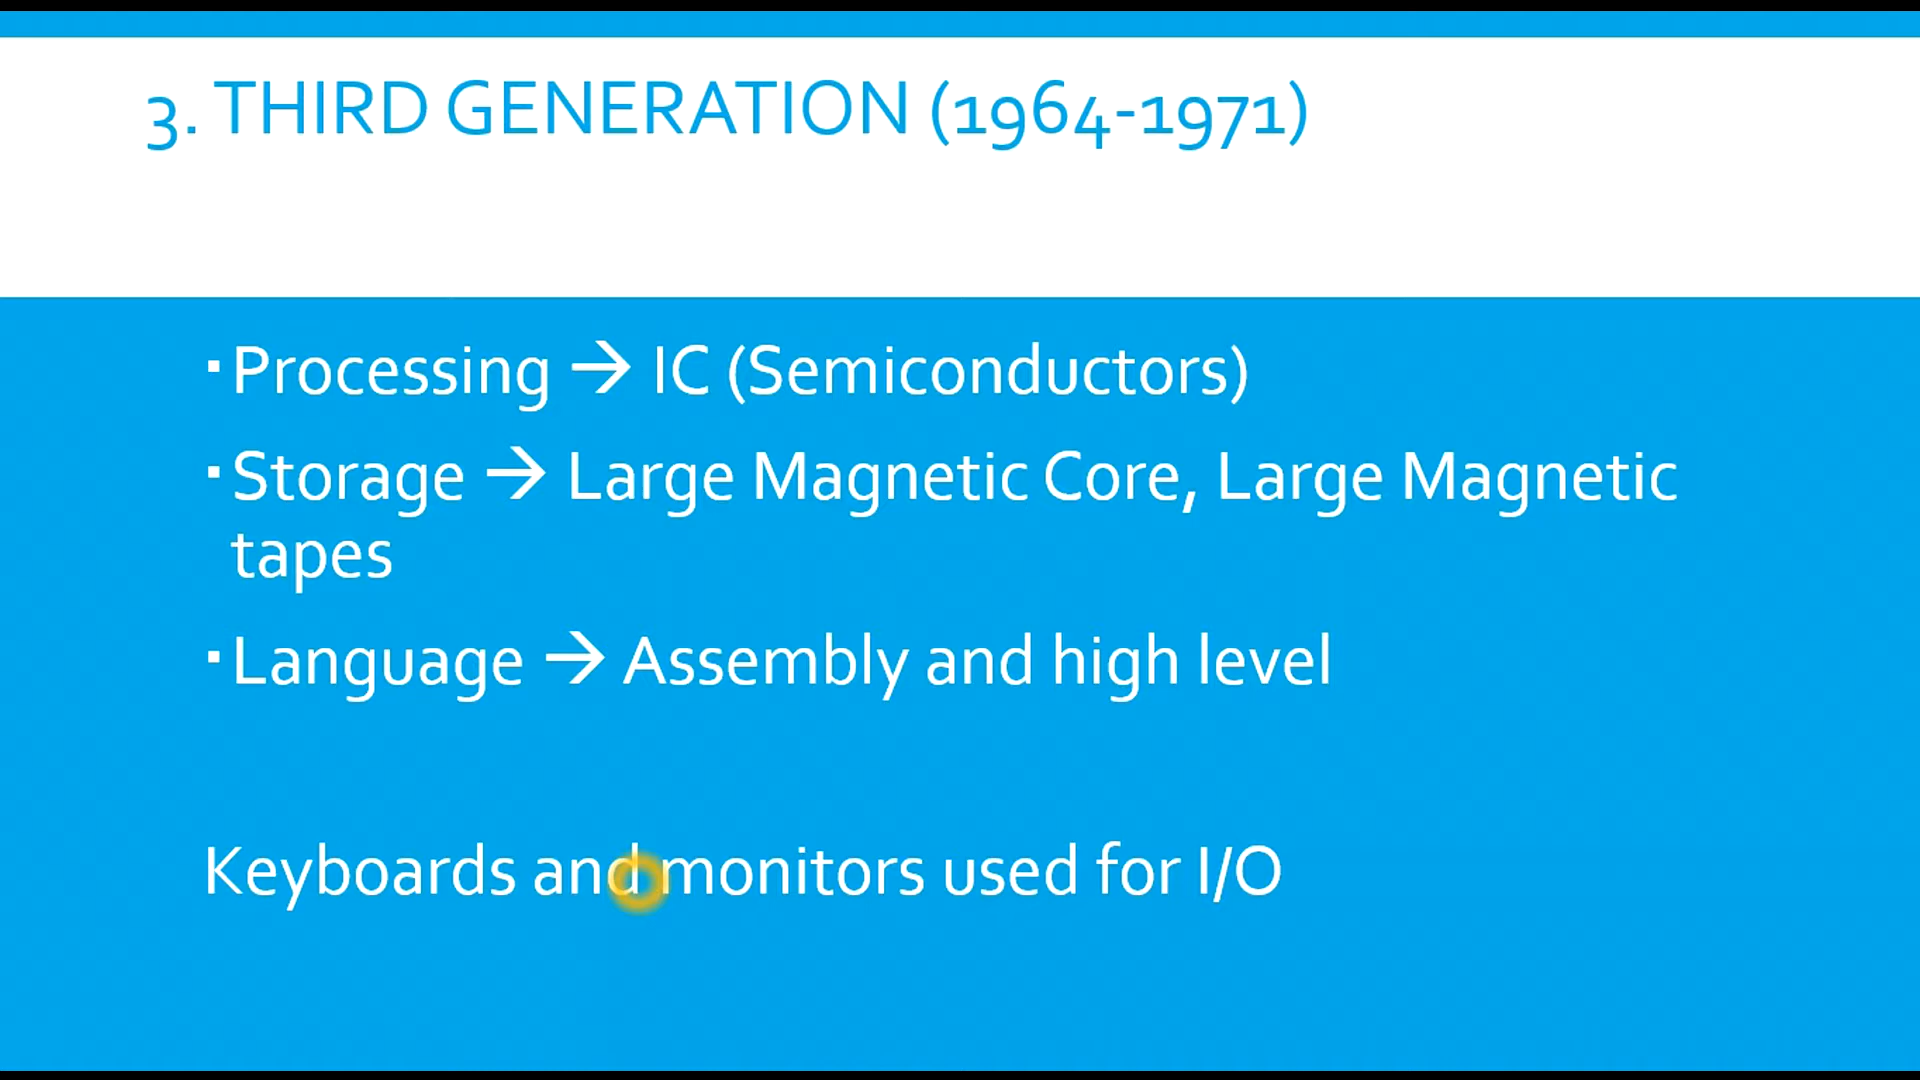 3. THIRD GENERATION (1964-1971)
▪ Processing → IC (Semiconductors)
▪ Storage → Large Magnetic Core, Large Magnetic
tapes
▪ Language → Assembly and high level
Keyboards and monitors used for I/O